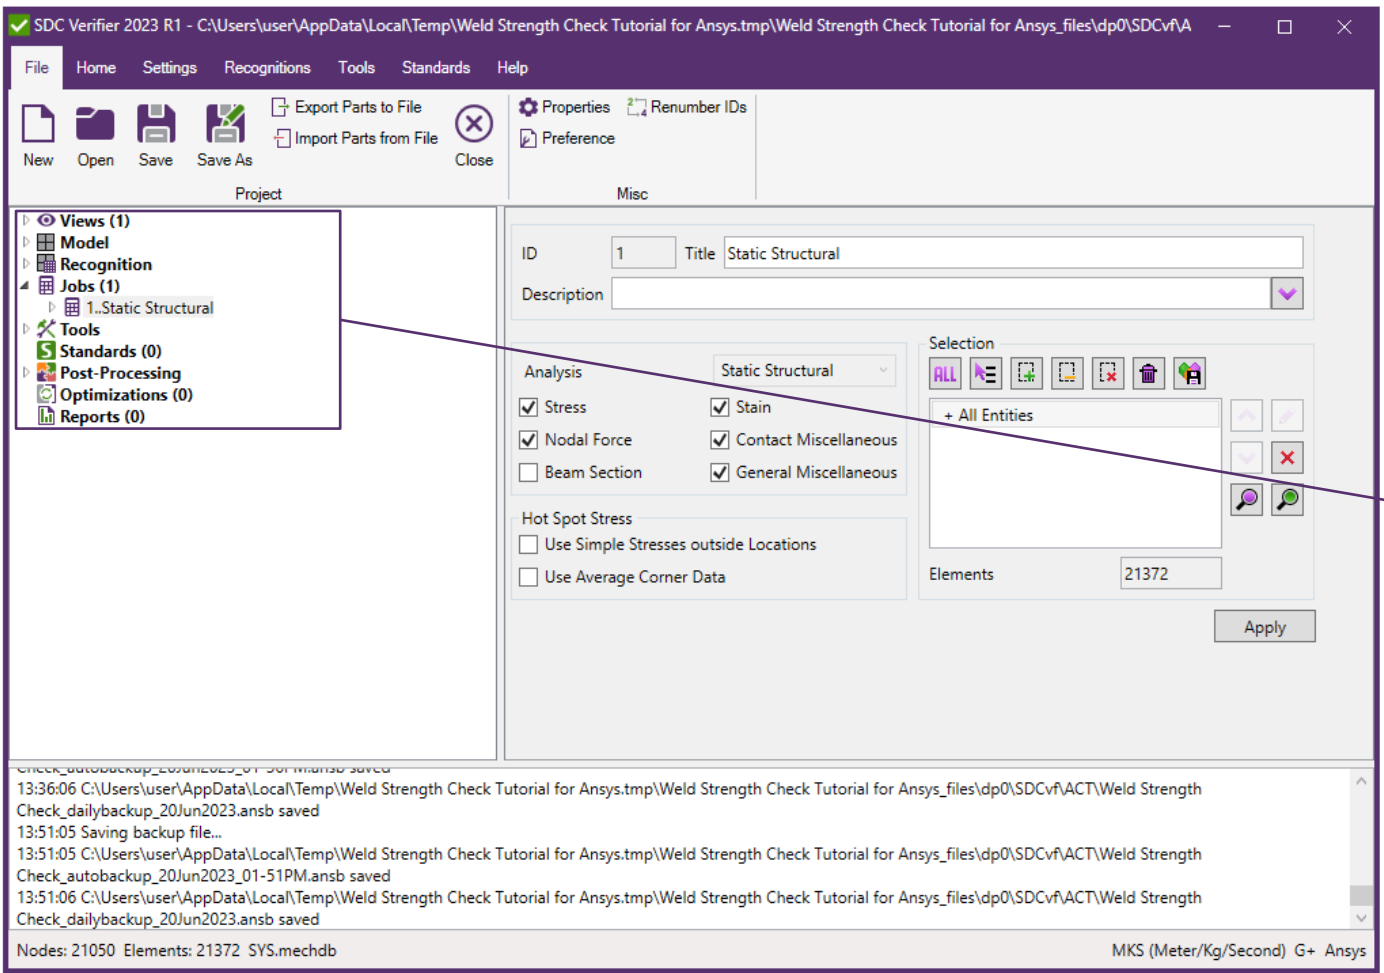 SDC Verifier 2023 R1 - C:\Users\user\AppData\Local\Temp\Weld Strength Check Tutorial for Ansys.tmp\Weld Strength Check Tutorial for Ansys_files\dp0\SDCvf\A
File Home Settings Recognitions Tools Standards Help
New Open Save Save As
Export Parts to File
Import Parts from File
Close
Project
Properties
Renumber IDs
Preference
Misc
Views (1)
Model
Recognition
Jobs (1)
1..Static Structural
Tools
Standards (0)
Post-Processing
Optimizations (0)
Reports (0)
ID 1 Title Static Structural
Description
Analysis Static Structural
Stress Stain
Nodal Force Contact Miscellaneous
Beam Section General Miscellaneous
Hot Spot Stress
Use Simple Stresses outside Locations
Use Average Corner Data
Selection
ALL
+ All Entities
Elements 21372
Apply
Check_autobackup_20Jun2023_01-36PM.ansb saved
13:36:06 C:\Users\user\AppData\Local\Temp\Weld Strength Check Tutorial for Ansys.tmp\Weld Strength Check Tutorial for Ansys_files\dp0\SDCvf\ACT\Weld Strength
Check_dailybackup_20Jun2023.ansb saved
13:51:05 Saving backup file...
13:51:05 C:\Users\user\AppData\Local\Temp\Weld Strength Check Tutorial for Ansys.tmp\Weld Strength Check Tutorial for Ansys_files\dp0\SDCvf\ACT\Weld Strength
Check_autobackup_20Jun2023_01-51PM.ansb saved
13:51:06 C:\Users\user\AppData\Local\Temp\Weld Strength Check Tutorial for Ansys.tmp\Weld Strength Check Tutorial for Ansys_files\dp0\SDCvf\ACT\Weld Strength
Check_dailybackup_20Jun2023.ansb saved
Nodes: 21050 Elements: 21372 SYS.mechdb
MKS (Meter/Kg/Second) G+ Ansys